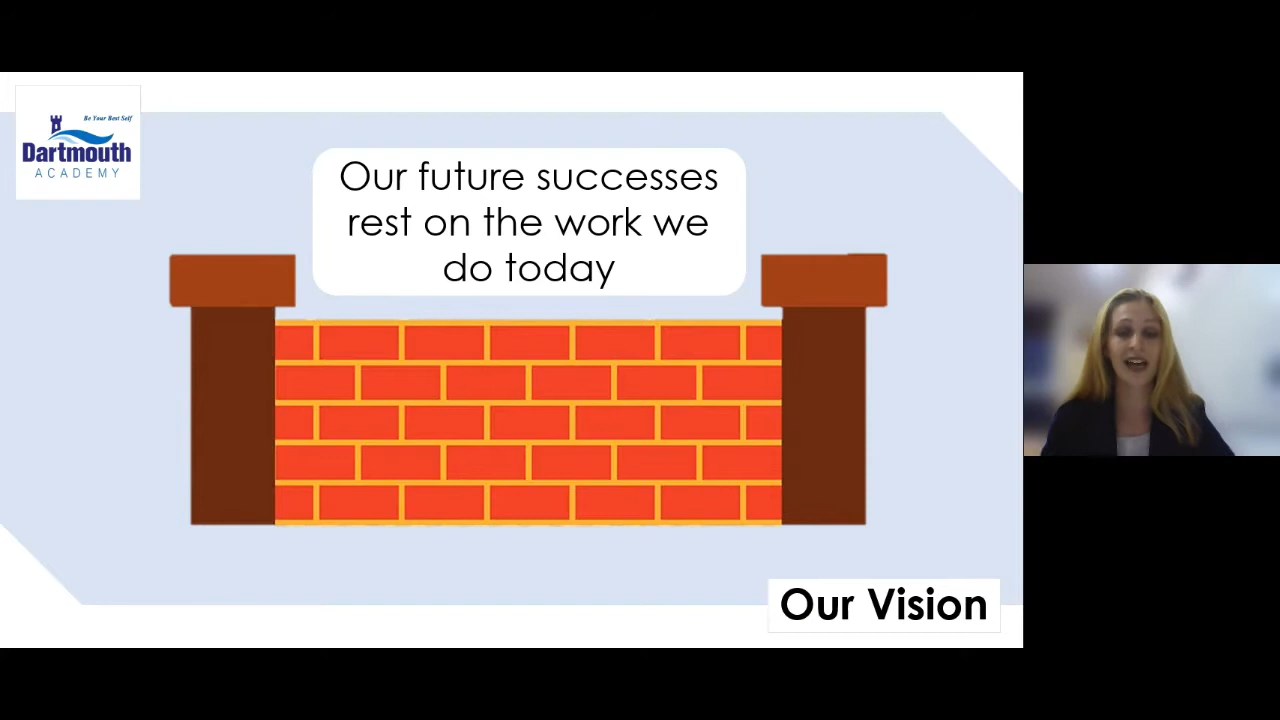 Be Your Best Self
Dartmouth
ACADEMY
Our future successes
rest on the work we
do today
Our Vision